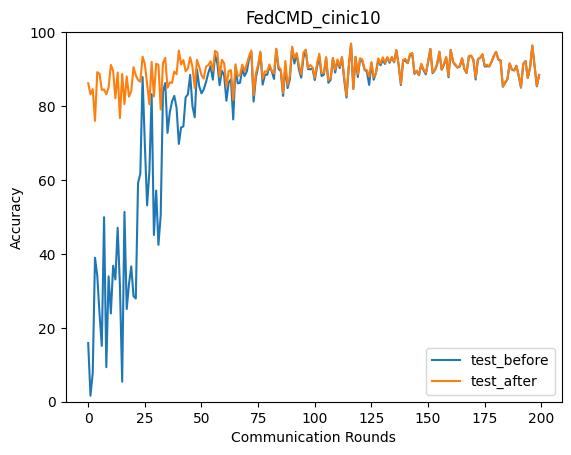 FedCMD_cinic10
100
80
60
40
20
0
Accuracy
0 25 50 75 100 125 150 175 200
Communication Rounds
test_before
test_after